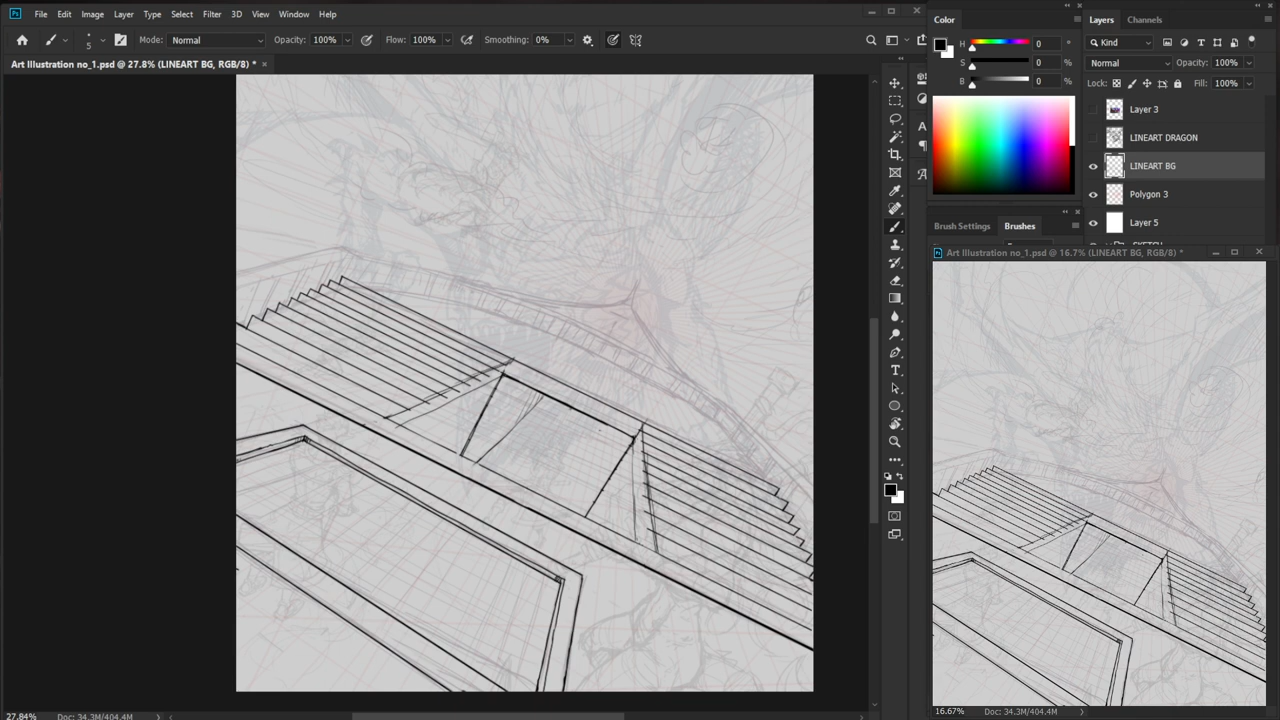 File Edit Image Layer Type Select Filter 3D View Window Help
5 Mode: Normal Opacity: 100% Flow: 100% Smoothing: 0%
Art Illustration no_1.psd @ 27.8% (LINEART BG, RGB/8) * ×
Color
H 0 °
S 0 %
B 0 %
Brush Settings Brushes
Layers Channels
Kind
Normal Opacity: 100%
Lock: Fill: 100%
Layer 3
LINEART DRAGON
LINEART BG
Polygon 3
Layer 5
SKETCH
Art Illustration no_1.psd @ 16.7% (LINEART BG, RGB/8) *
16.67% Doc: 34.3M/404.4M
27.84% Doc: 34.3M/404.4M